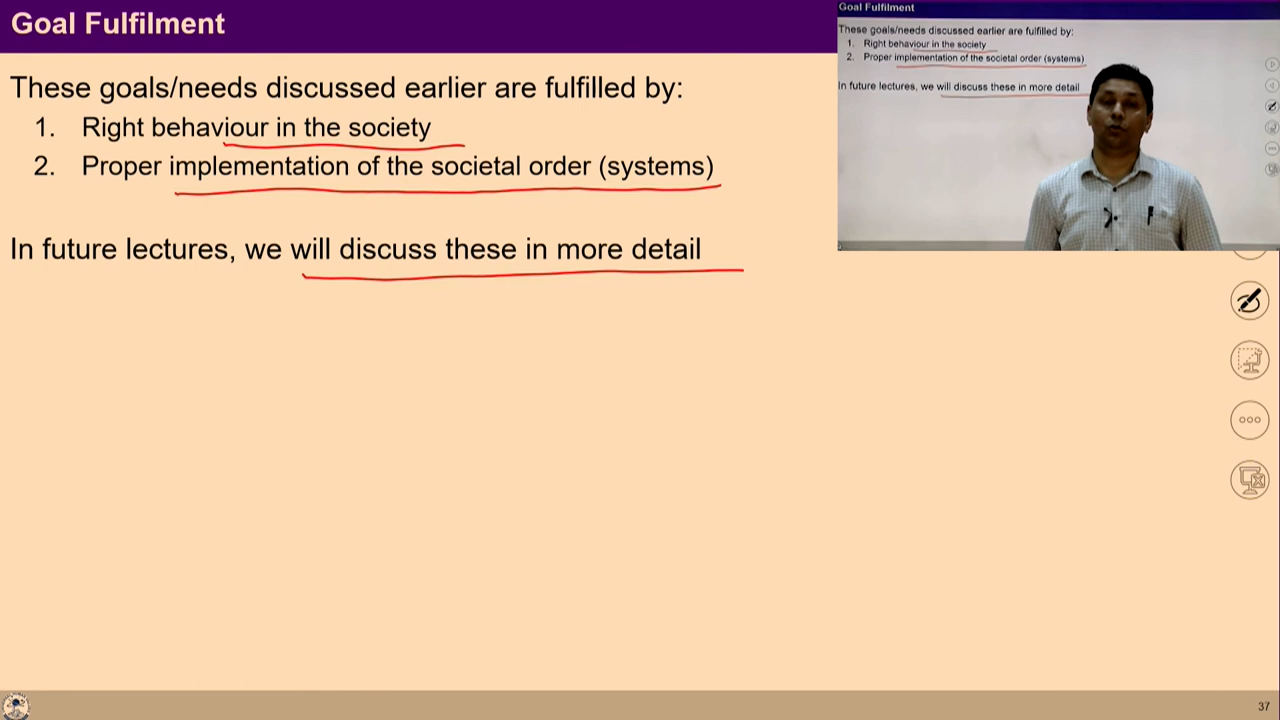 Goal Fulfilment
These goals/needs discussed earlier are fulfilled by:
1. Right behaviour in the society
2. Proper implementation of the societal order (systems)
In future lectures, we will discuss these in more detail
Goal Fulfilment
These goals/needs discussed earlier are fulfilled by:
1. Right behaviour in the society
2. Proper implementation of the societal order (systems)
In future lectures, we will discuss these in more detail
37